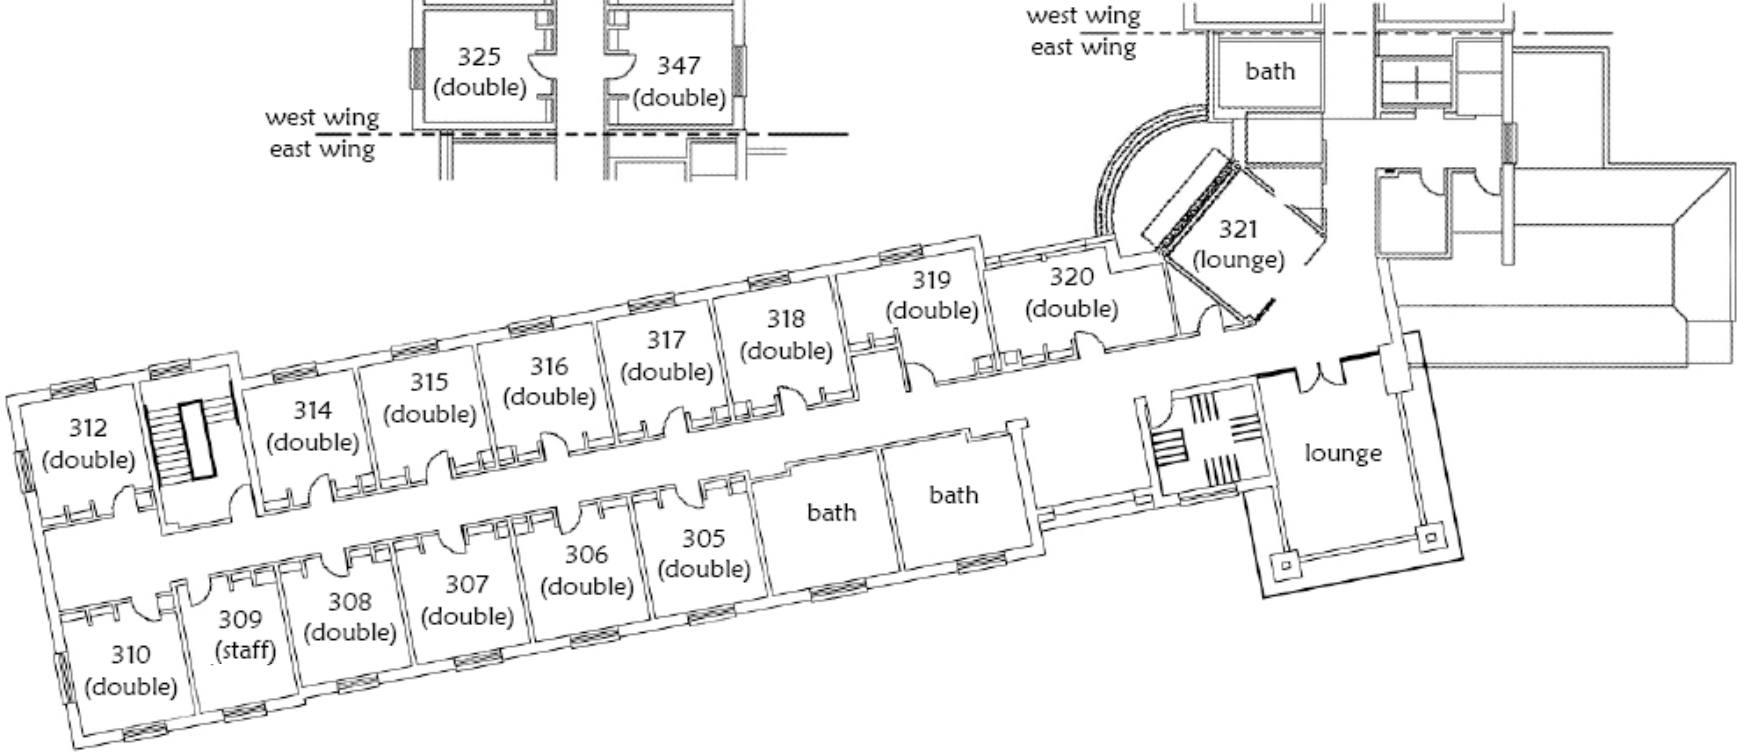 325
(double)
347
(double)
west wing
east wing
west wing
east wing
bath
321
(lounge)
320
(double)
319
(double)
318
(double)
317
(double)
316
(double)
315
(double)
314
(double)
312
(double)
lounge
bath
bath
305
(double)
306
(double)
307
(double)
308
(double)
309
(staff)
310
(double)